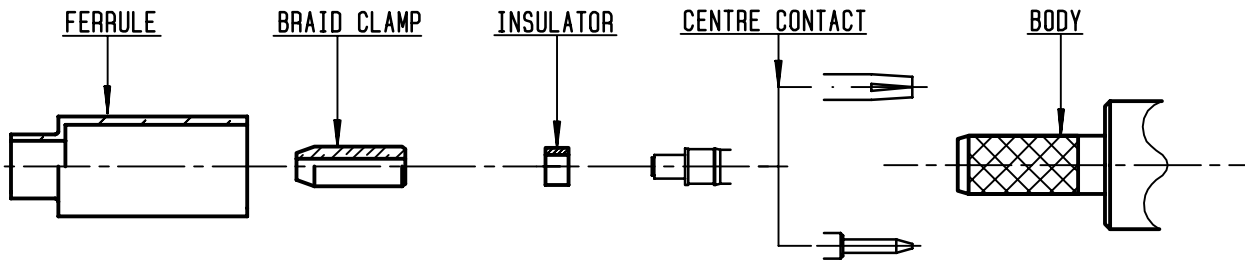 FERRULE
BRAID CLAMP
INSULATOR
CENTRE CONTACT
BODY